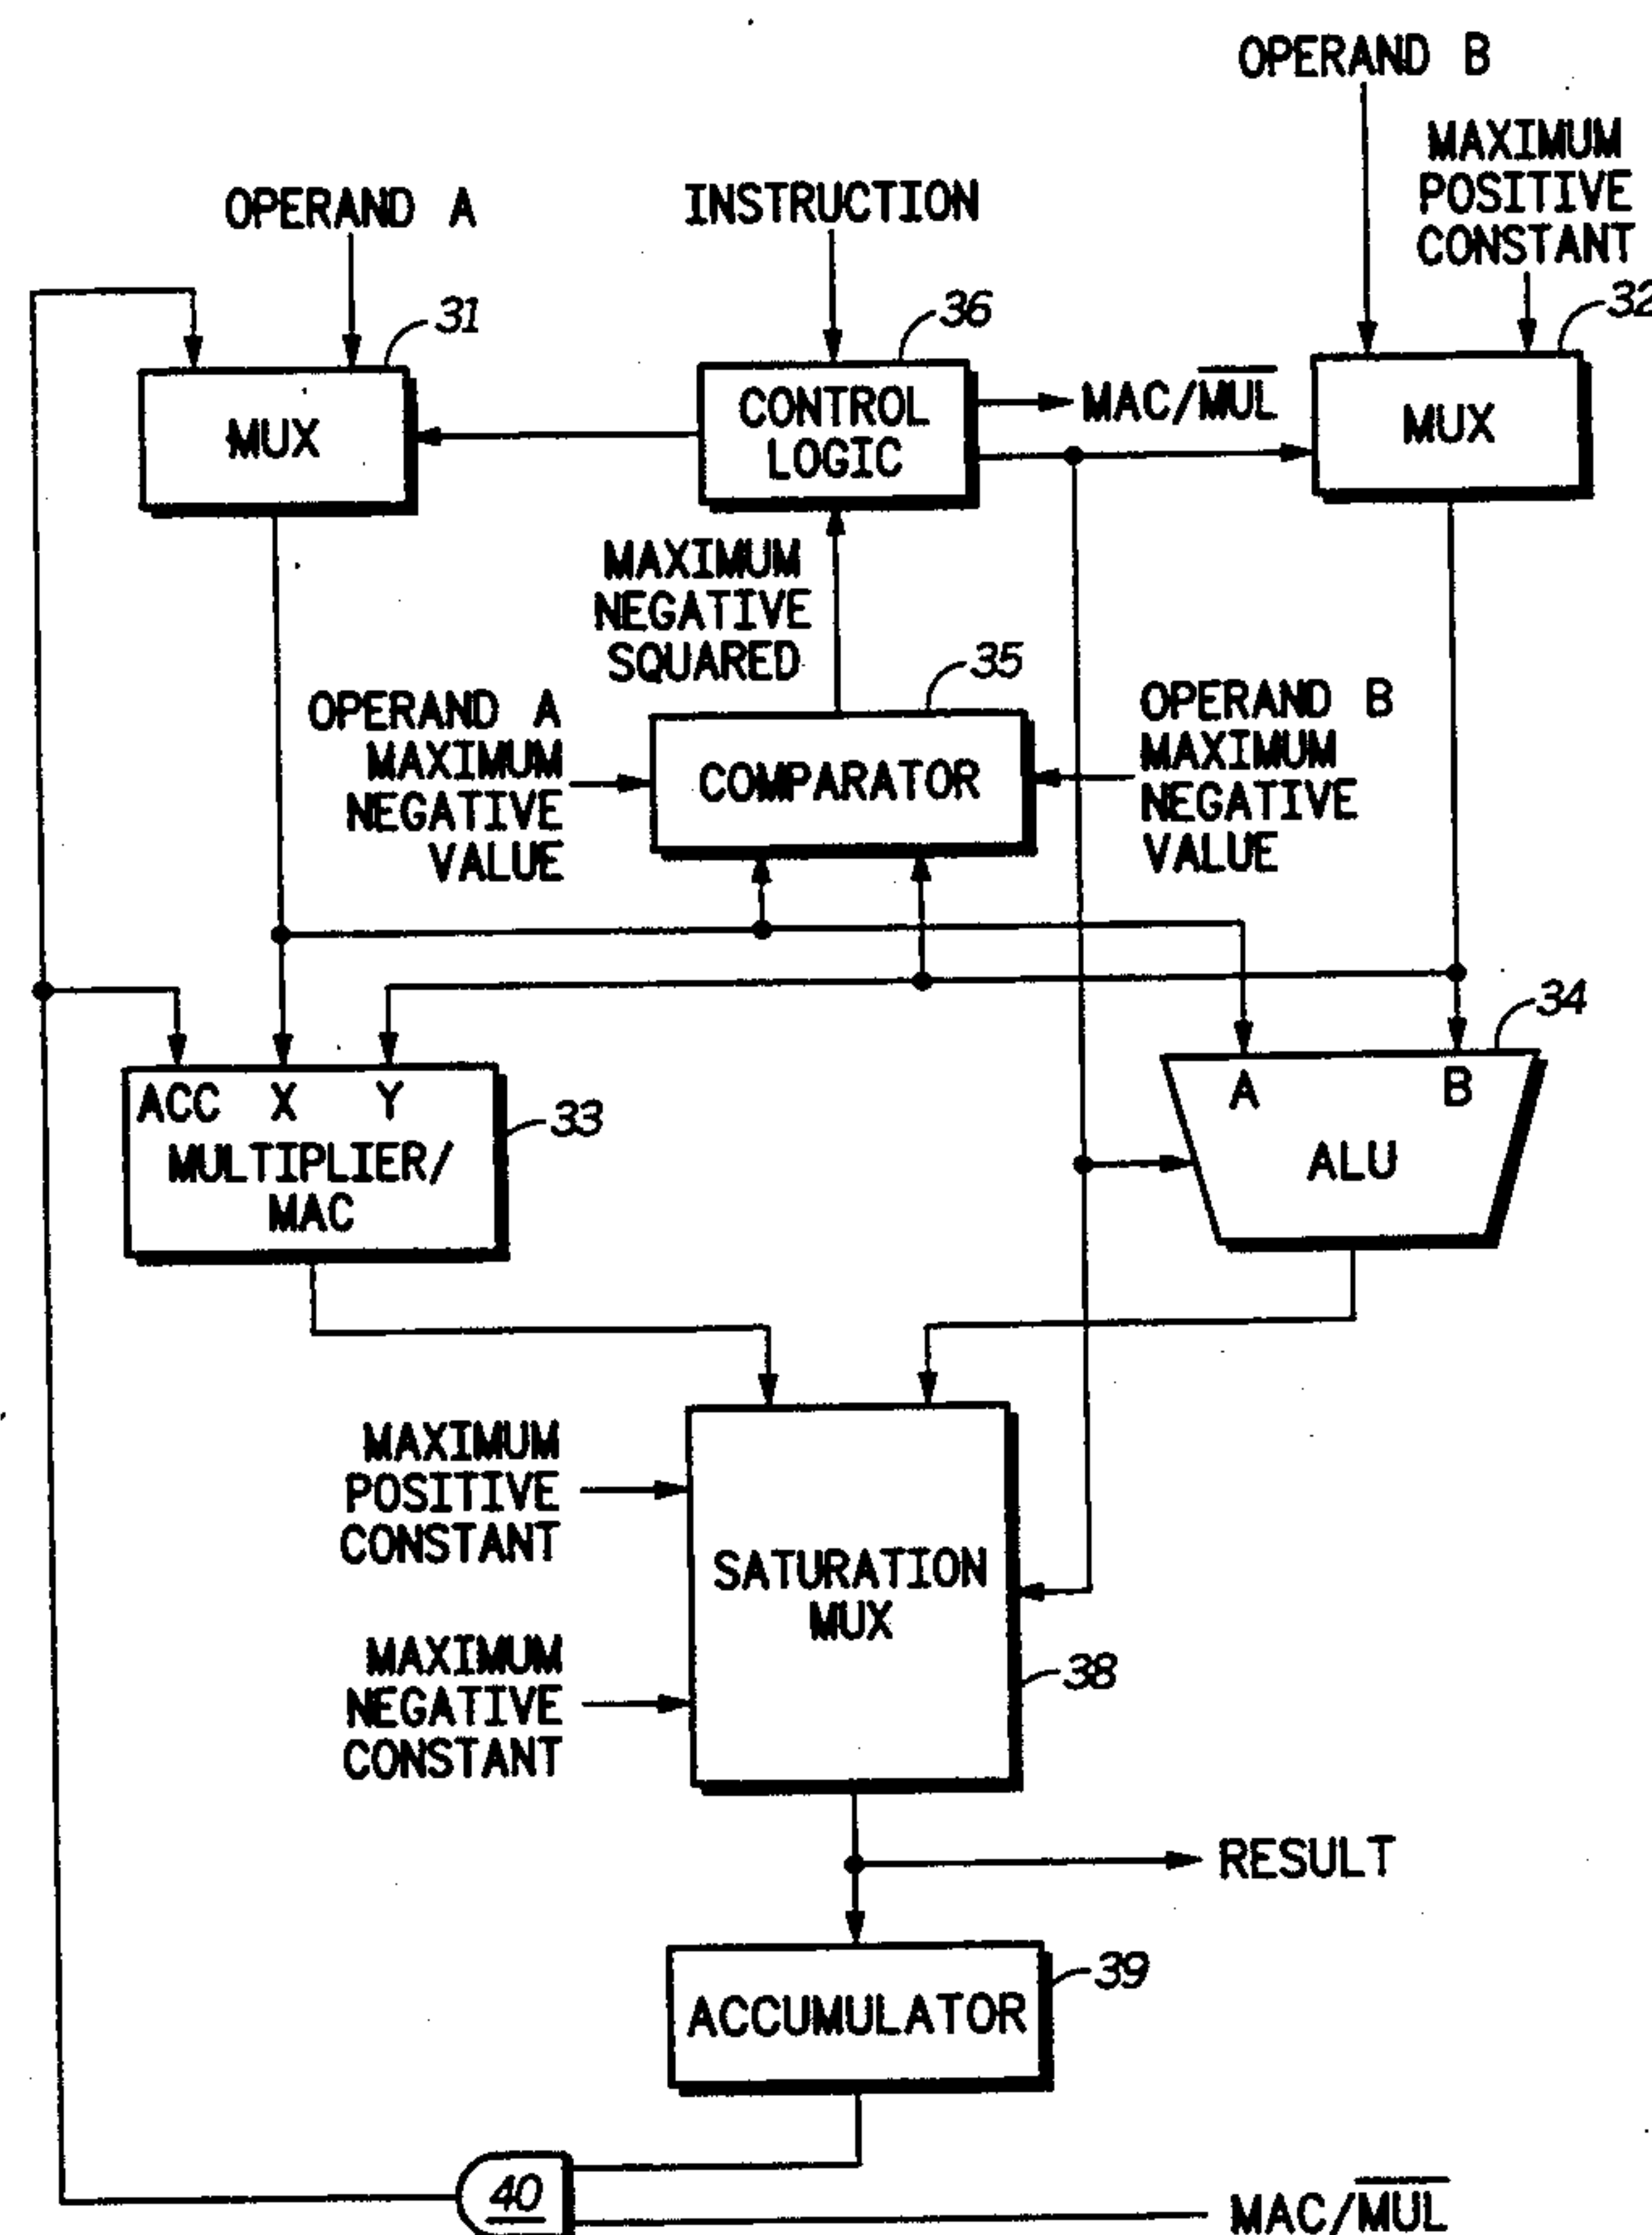 OPERAND B
MAXIMUM
POSITIVE
CONSTANT
OPERAND A
INSTRUCTION
31
36
32
MUX
CONTROL
LOGIC
MAC/MUL
MUX
MAXIMUM
NEGATIVE
SQUARED
35
OPERAND A
MAXIMUM
NEGATIVE
VALUE
COMPARATOR
OPERAND B
MAXIMUM
NEGATIVE
VALUE
34
ACC X Y
MULTIPLIER/
MAC
33
A B
ALU
MAXIMUM
POSITIVE
CONSTANT
SATURATION
MUX
MAXIMUM
NEGATIVE
CONSTANT
38
RESULT
39
ACCUMULATOR
40
MAC/MUL